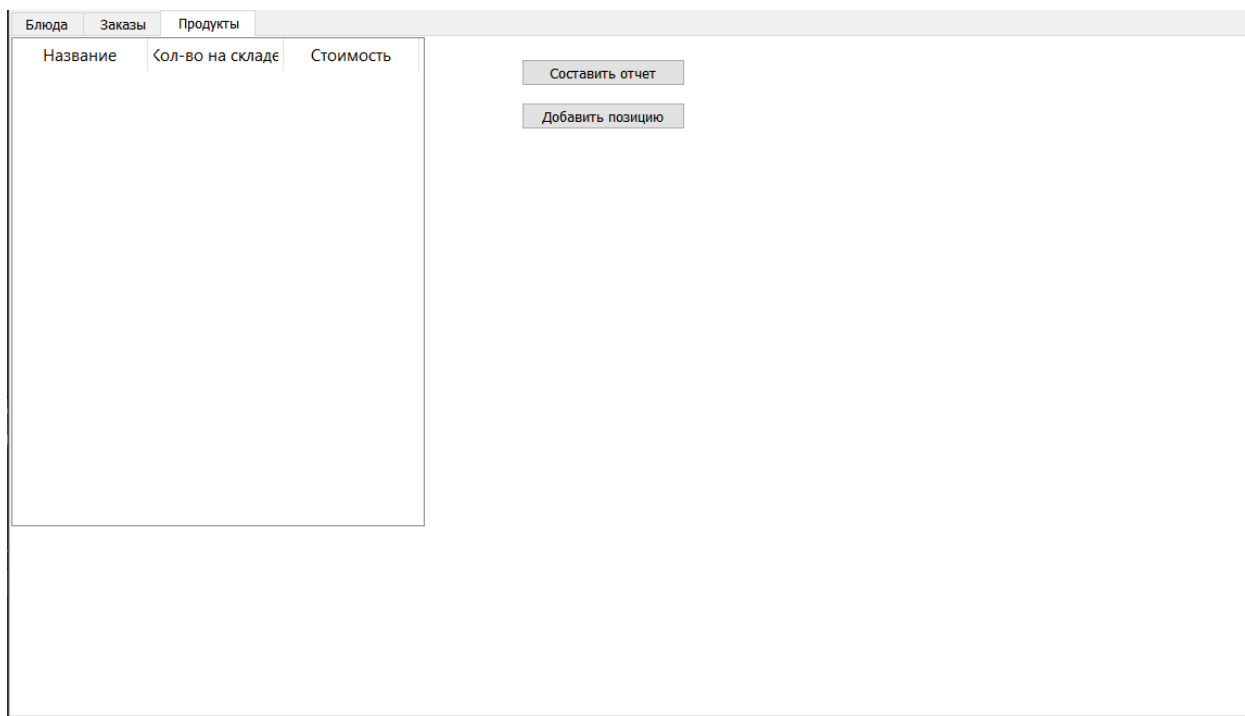 Блюда Заказы Продукты
Название Кол-во на складе Стоимость
Составить отчет
Добавить позицию